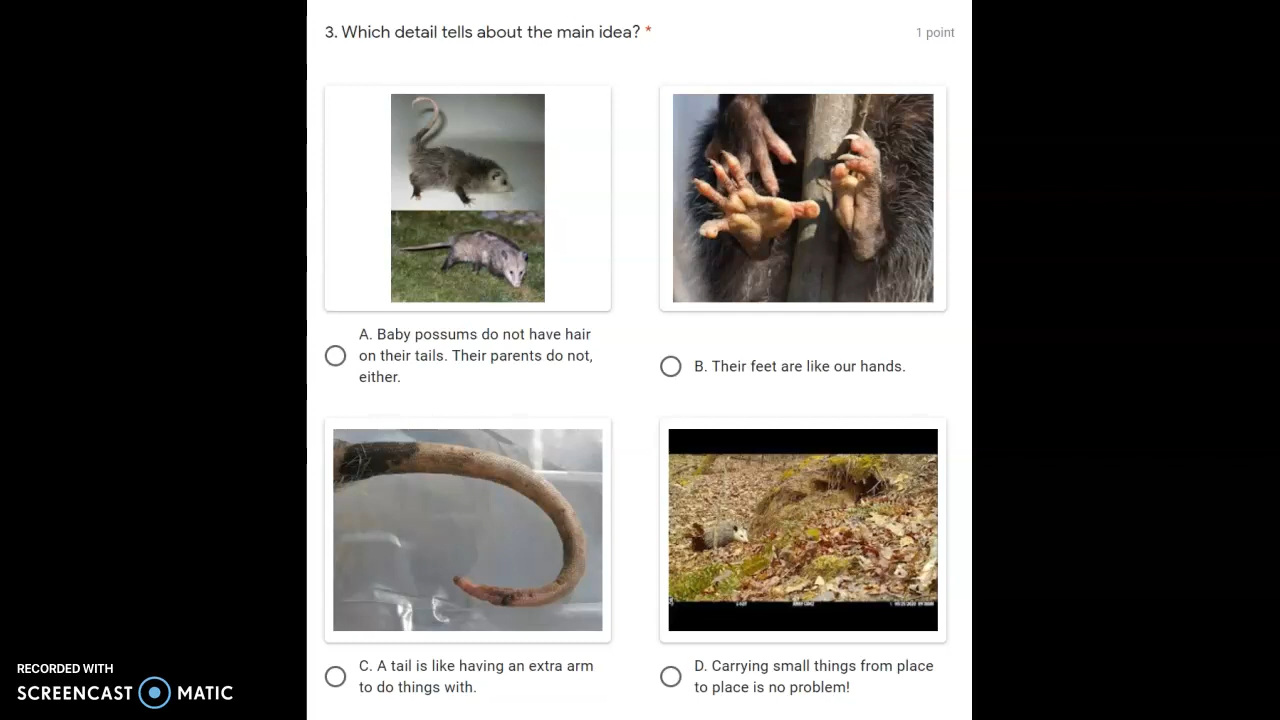 3. Which detail tells about the main idea? *
1 point
A. Baby possums do not have hair
on their tails. Their parents do not,
either.
B. Their feet are like our hands.
C. A tail is like having an extra arm
to do things with.
D. Carrying small things from place
to place is no problem!
RECORDED WITH
SCREENCAST MATIC